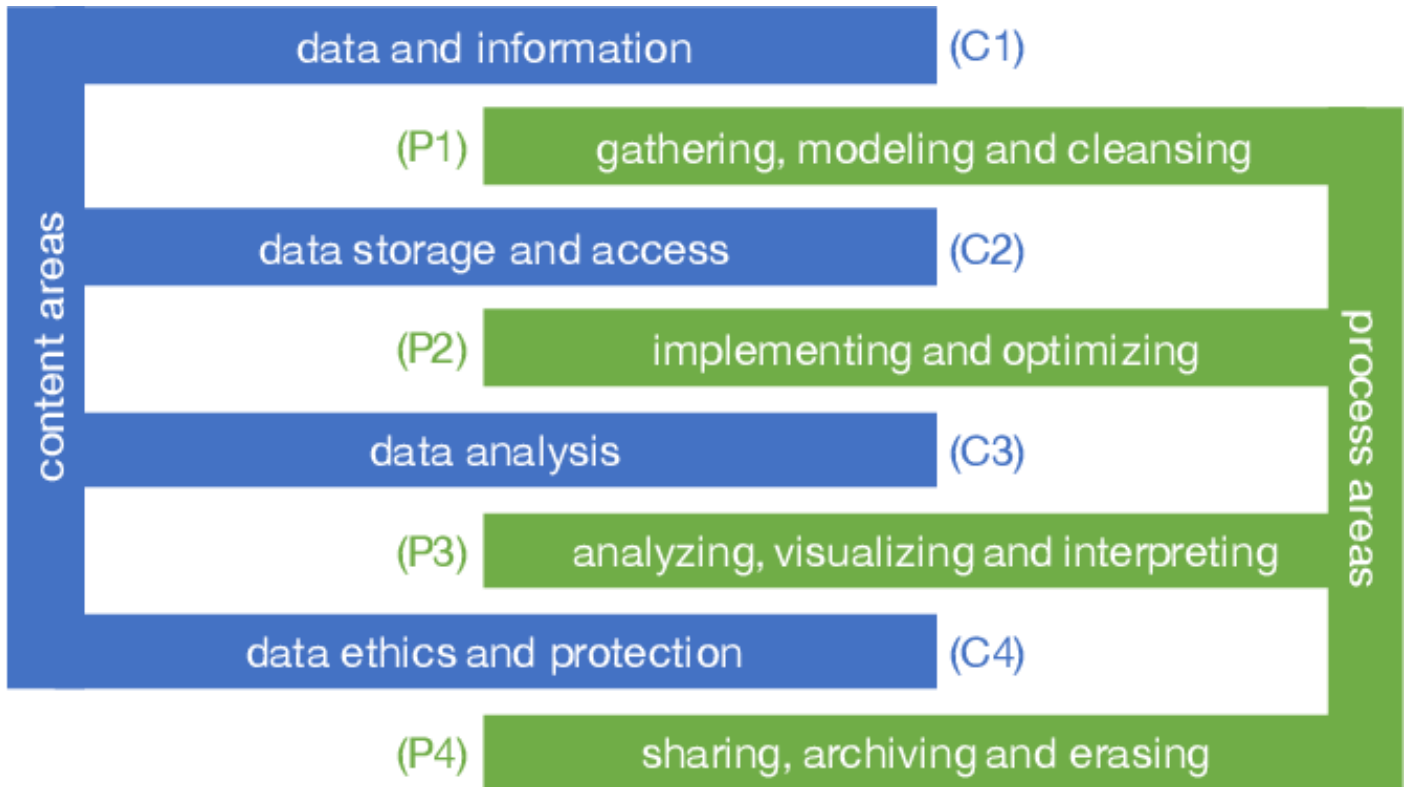 data and information (C1)
(P1) gathering, modeling and cleansing
data storage and access (C2)
(P2) implementing and optimizing
data analysis (C3)
(P3) analyzing, visualizing and interpreting
data ethics and protection (C4)
(P4) sharing, archiving and erasing
content areas
process areas